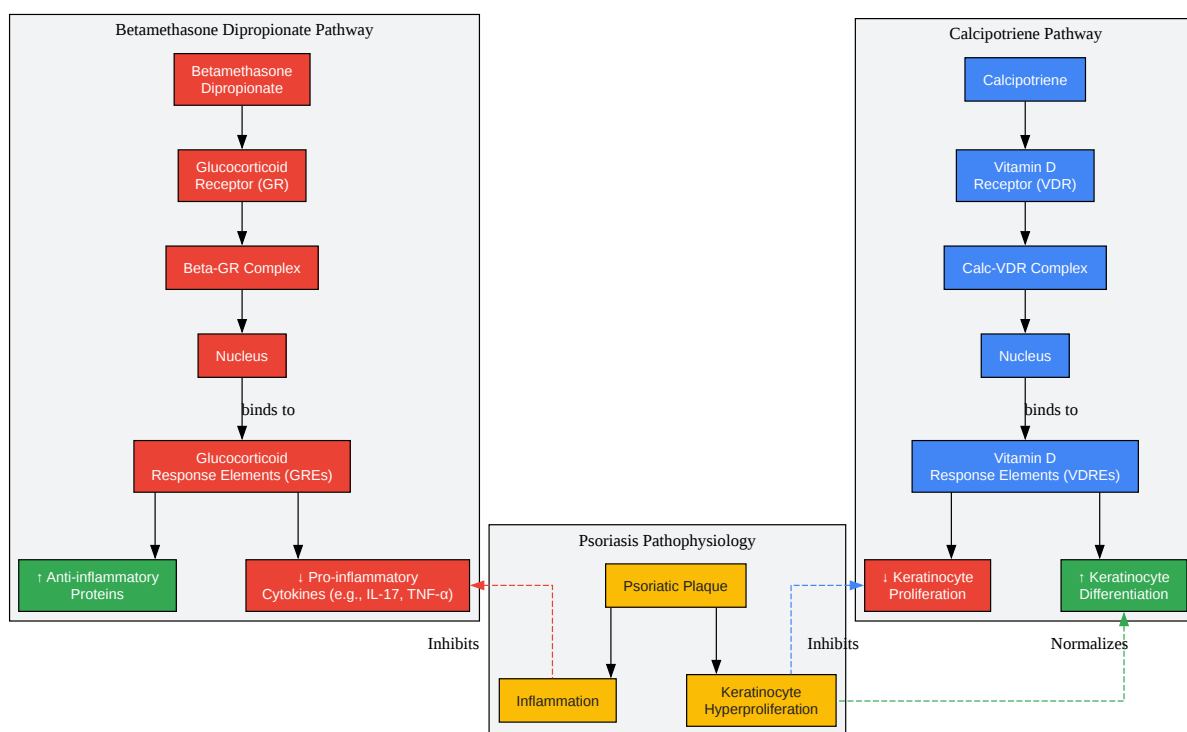 Betamethasone Dipropionate Pathway
Betamethasone
Dipropionate
Glucocorticoid
Receptor (GR)
Beta-GR Complex
Nucleus
binds to
Glucocorticoid
Response Elements (GREs)
↑ Anti-inflammatory
Proteins
↓ Pro-inflammatory
Cytokines (e.g., IL-17, TNF-α)
Inhibits
Psoriasis Pathophysiology
Psoriatic Plaque
Inflammation
Keratinocyte
Hyperproliferation
Calcipotriene Pathway
Calcipotriene
Vitamin D
Receptor (VDR)
Calc-VDR Complex
Nucleus
binds to
Vitamin D
Response Elements (VDREs)
↓ Keratinocyte
Proliferation
↑ Keratinocyte
Differentiation
Inhibits
Normalizes